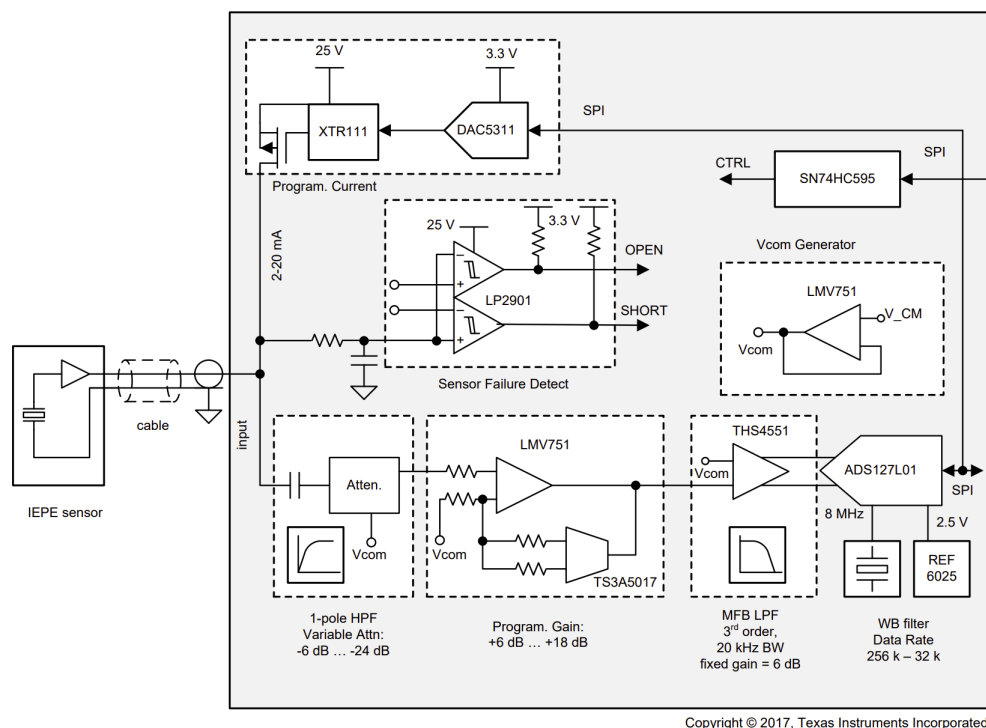 25 V
3.3 V
XTR111
DAC5311
SPI
Program. Current
CTRL
SN74HC595
SPI
2-20 mA
25 V
3.3 V
OPEN
LP2901
SHORT
Sensor Failure Detect
Vcom Generator
LMV751
V_CM
Vcom
cable
input
IEPE sensor
Atten.
Vcom
1-pole HPF
Variable Attn:
-6 dB ... -24 dB
LMV751
Vcom
TS3A5017
Program. Gain:
+6 dB ... +18 dB
THS4551
Vcom
MFB LPF
3rd order,
20 kHz BW
fixed gain = 6 dB
ADS127L01
SPI
8 MHz
2.5 V
REF
6025
WB filter
Data Rate
256 k – 32 k
Copyright © 2017, Texas Instruments Incorporated